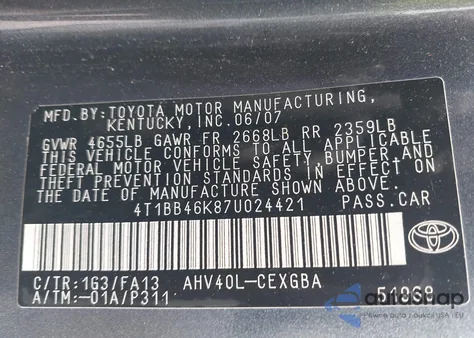 MFD.BY:TOYOTA MOTOR MANUFACTURING,
KENTUCKY, INC.06/07
GVWR 4655LB GAWR FR 2668LB RR 2359LB
THIS VEHICLE CONFORMS TO ALL APPLICABLE
FEDERAL MOTOR VEHICLE SAFETY, BUMPER, AND
THEFT PREVENTION STANDARDS IN EFFECT ON
THE DATE OF MANUFACTURE SHOWN ABOVE.
4T1BB46K87U024421 PASS.CAR
C/TR:1G3/FA13 AHV40L-CEXGBA
A/TM:-01A/P311
TOYOTA